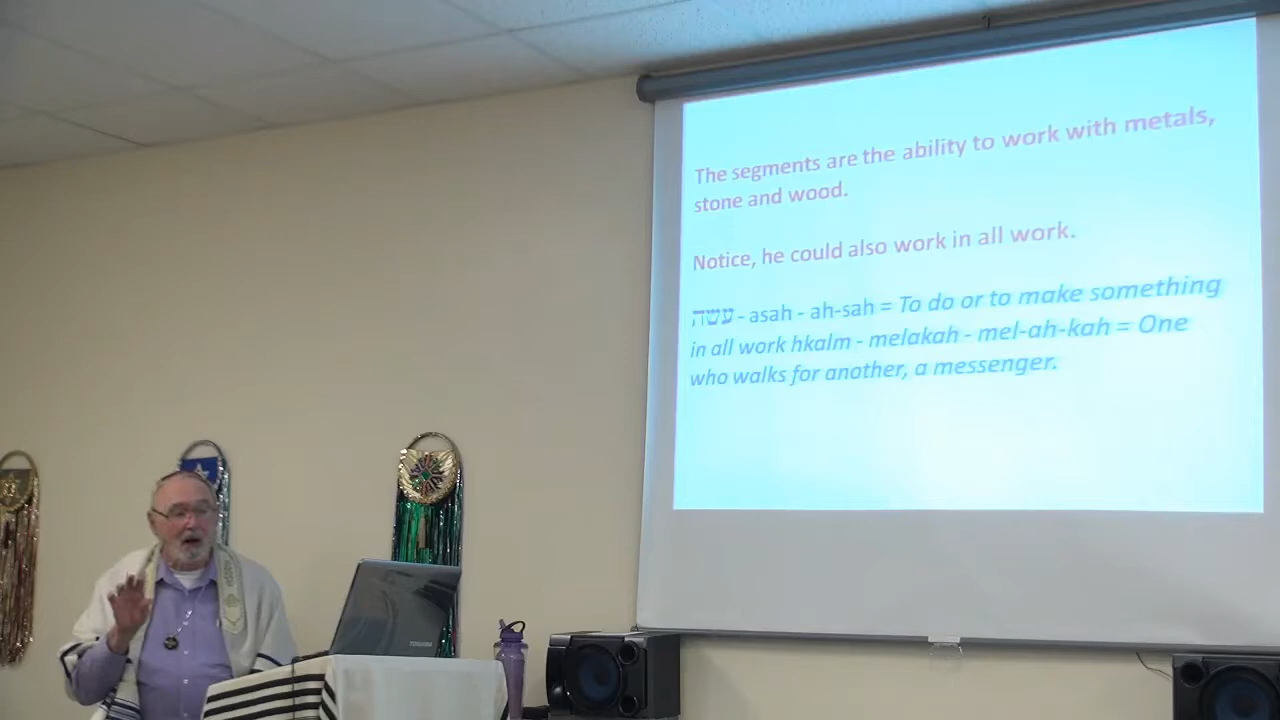 The segments are the ability to work with metals,
stone and wood.
Notice, he could also work in all work.
עשה - asah - ah-sah = To do or to make something
in all work hkalm - melakah - mel-ah-kah = One
who walks for another, a messenger.
TOSHIBA